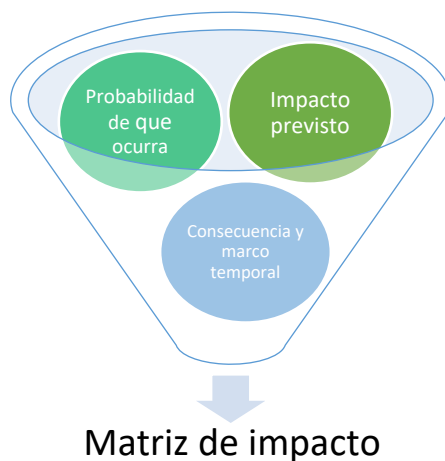 Probabilidad
de que
ocurra
Impacto
previsto
Consecuencia y
marco
temporal
Matriz de impacto